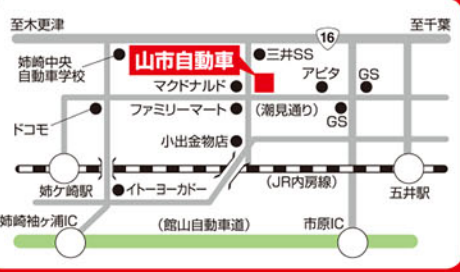 至木更津
16
至千葉
姉崎中央
自動車学校
山市自動車
三井SS
マクドナルド
アピタ
GS
ドコモ
ファミリーマート
(潮見通り)
GS
小出金物店
姉ケ崎駅
イトーヨーカドー
(JR内房線)
五井駅
姉崎袖ヶ浦IC
(館山自動車道)
市原IC